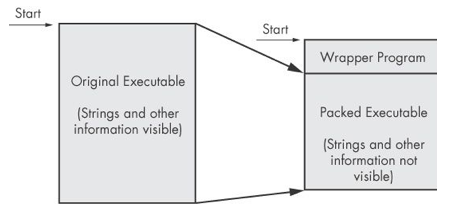 Start
Original Executable
(Strings and other
information visible)
Start
Wrapper Program
Packed Executable
(Strings and other
information not
visible)